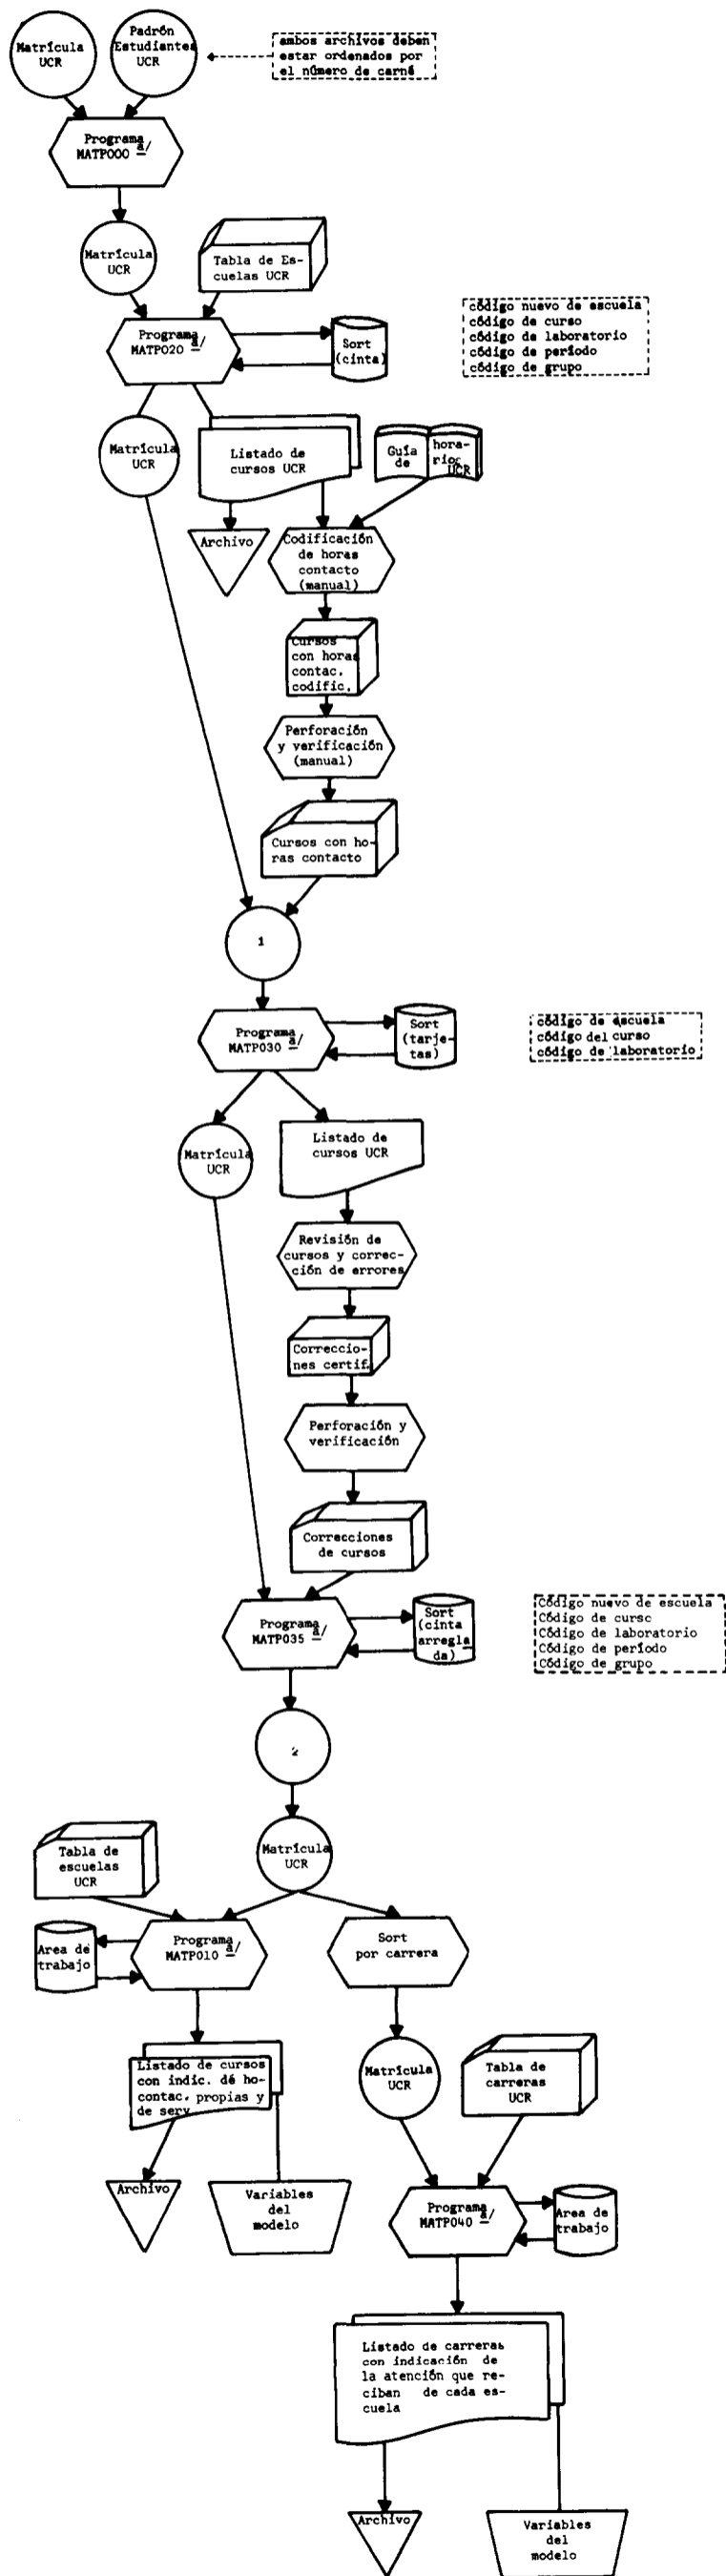 Matrícula
UCR
Padrón
Estudiantes
UCR
ambos archivos deben
estar ordenados por
el número de carné
Programa
MATP000 a/
Matrícula
UCR
Tabla de Es-
cuelas UCR
Programa
MATP020 a/
Sort
(cinta)
código nuevo de escuela
código de curso
código de laboratorio
código de período
código de grupo
Matrícula
UCR
Listado de
cursos UCR
Guía
de
hora-
rios
UCR
Archivo
Codificación
de horas
contacto
(manual)
Cursos
con horas
contac.
codific.
Perforación
y verificación
(manual)
Cursos con ho-
ras contacto
1
Programa
MATP030 a/
Sort
(tarje-
tas)
código de escuela
código del curso
código de laboratorio
Matrícula
UCR
Listado de
cursos UCR
Revisión de
cursos y correc-
ción de errores
Correccio-
nes certif.
Perforación y
verificación
Correcciones
de cursos
Programa
MATP035 a/
Sort
(cinta
arregla
da)
Código nuevo de escuela
Código de curso
Código de laboratorio
Código de período
Código de grupo
2
Matrícula
UCR
Tabla de
escuelas
UCR
Area de
trabajo
Programa
MATP010 a/
Sort
por carrera
Listado de cursos
con indic. dé ho-
contac. propias y
de serv
Matrícula
UCR
Tabla de
carreras
UCR
Archivo
Variables
del
modelo
Programa
MATP040 a/
Area de
trabajo
Listado de carreras
con indicación de
la atención que re-
ciban de cada es-
cuela
Archivo
Variables
del
modelo